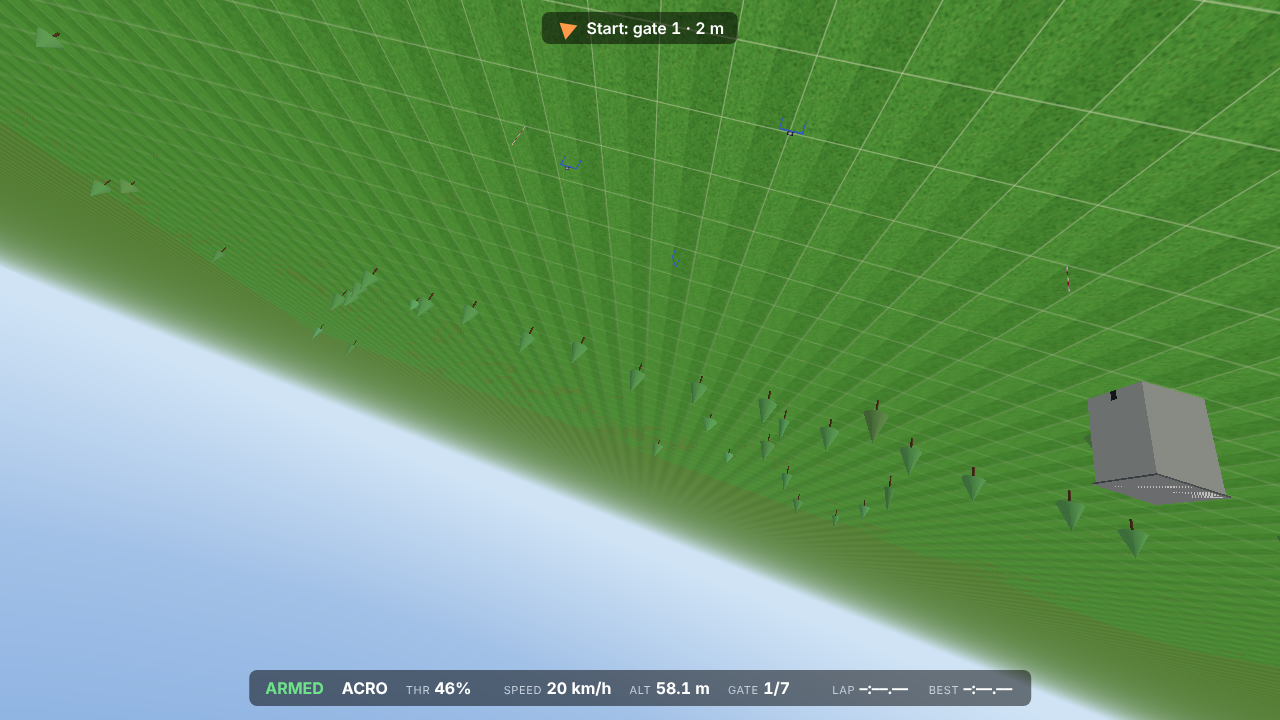 Start: gate 1 · 2 m
ARMED ACRO THR 46% SPEED 20 km/h ALT 58.1 m GATE 1/7 LAP –:––.–– BEST –:––.––